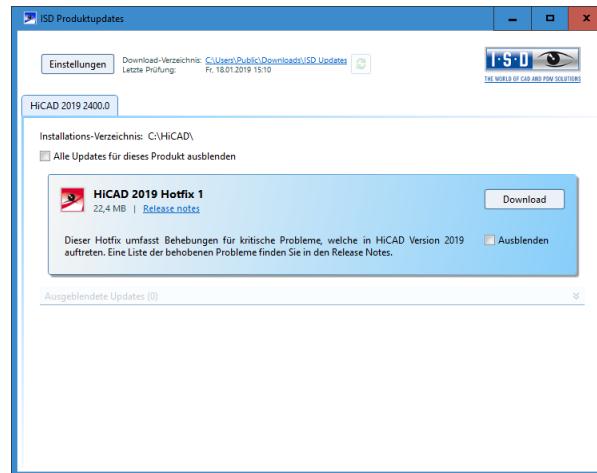 ISD Produktupdates
Einstellungen
Download-Verzeichnis: C:\Users\Public\Downloads\ISD Updates
Letzte Prüfung: Fr, 18.01.2019 15:10
I·S·D
THE WORLD OF CAD AND PDM SOLUTIONS
HiCAD 2019 2400.0
Installations-Verzeichnis: C:\HiCAD\
Alle Updates für dieses Produkt ausblenden
HiCAD 2019 Hotfix 1
22,4 MB | Release notes
Download
Dieser Hotfix umfasst Behebungen für kritische Probleme, welche in HiCAD Version 2019
auftreten. Eine Liste der behobenen Probleme finden Sie in den Release Notes.
Ausblenden
Ausgeblendete Updates (0)